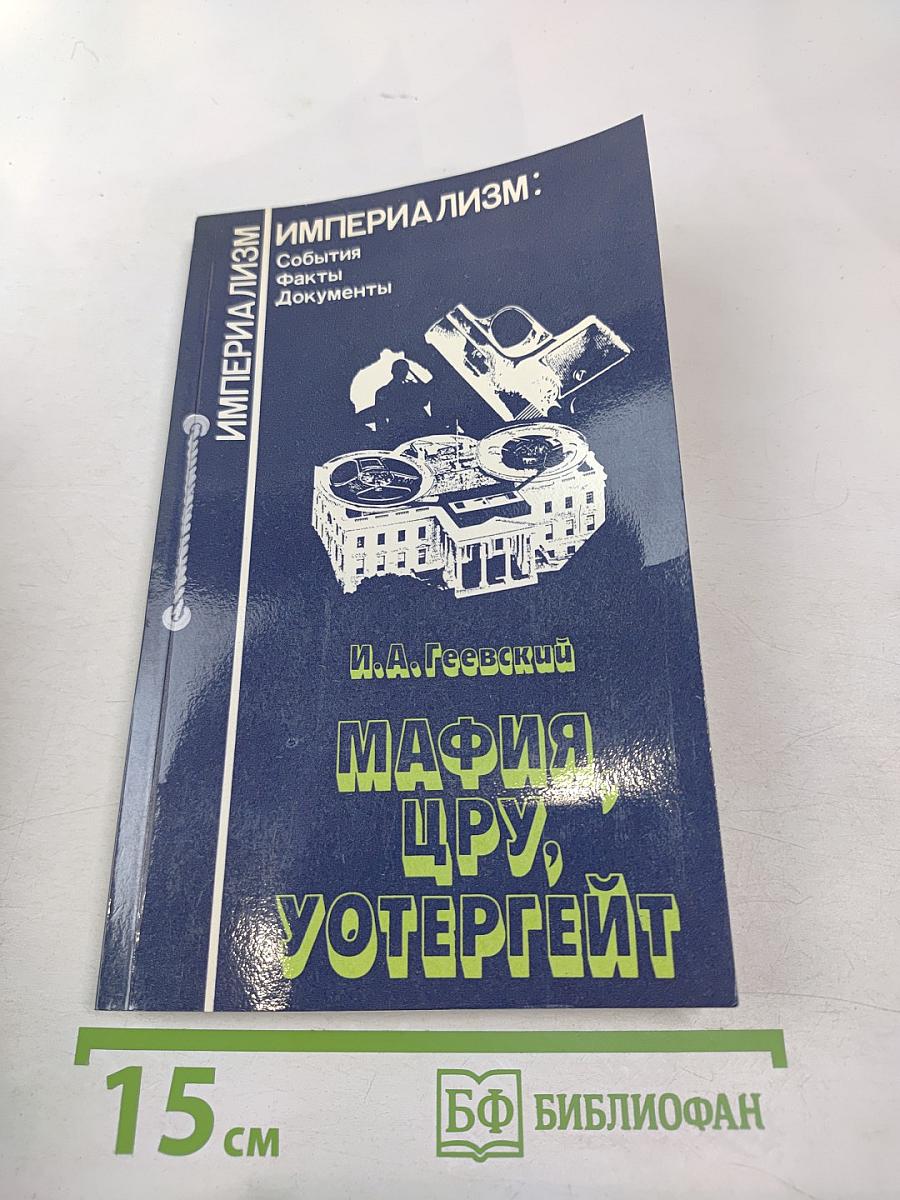 ИМПЕРИАЛИЗМ
ИМПЕРИАЛИЗМ:
События
Факты
Документы
И.А.Геевский
МАФИЯ,
ЦРУ,
УОТЕРГЕЙТ
15 см
БФ БИБЛИОФАН